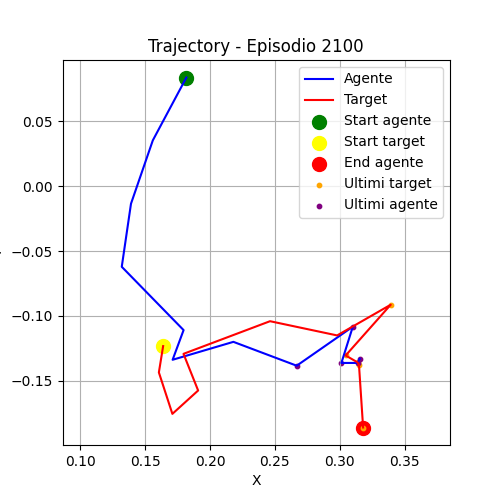 Trajectory - Episodio 2100
Agente
Target
Start agente
Start target
End agente
Ultimi target
Ultimi agente
0.05
0.00
−0.05
−0.10
−0.15
0.10
0.15
0.20
0.25
0.30
0.35
X